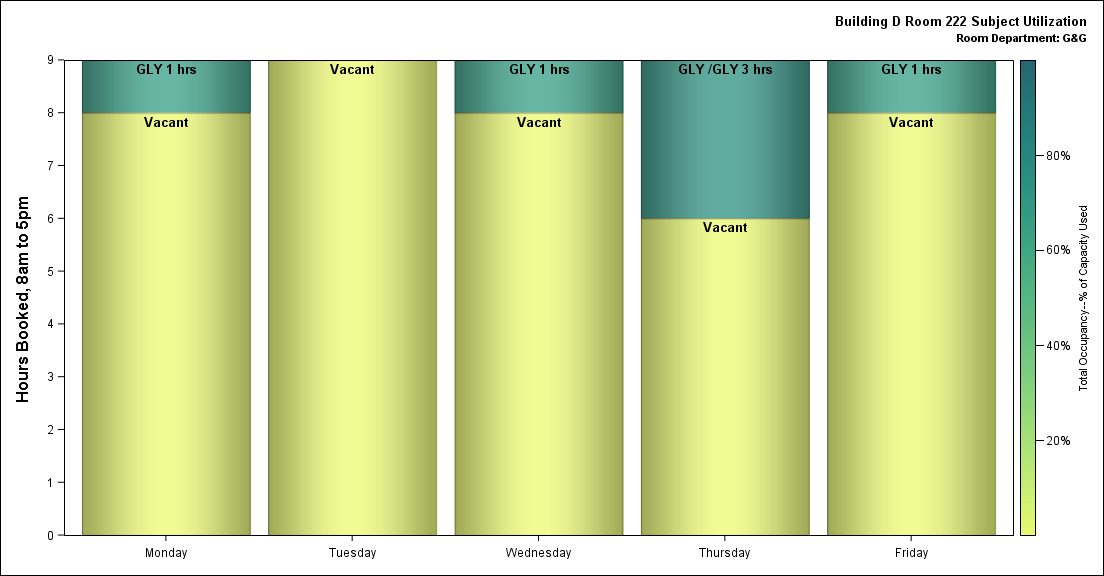 Building D Room 222 Subject Utilization
Room Department: G&G
Hours Booked, 8am to 5pm
9
8
7
6
5
4
3
2
1
0
GLY 1 hrs
Vacant
Vacant
GLY 1 hrs
Vacant
GLY /GLY 3 hrs
Vacant
GLY 1 hrs
Vacant
Monday
Tuesday
Wednesday
Thursday
Friday
80%
60%
40%
20%
Total Occupancy--% of Capacity Used